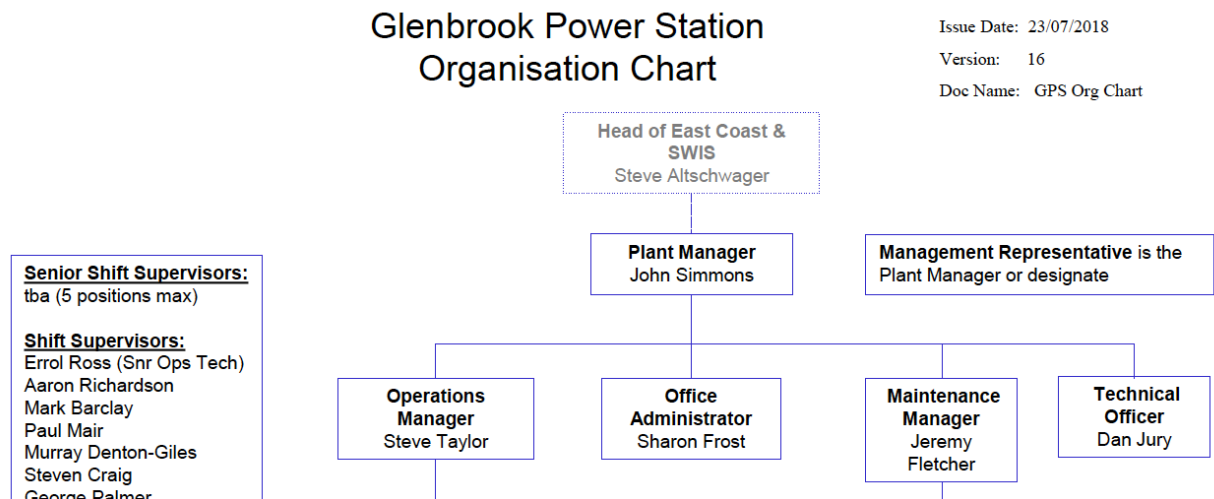 Glenbrook Power Station
Organisation Chart
Issue Date: 23/07/2018
Version: 16
Doc Name: GPS Org Chart
Head of East Coast &
SWIS
Steve Altschwager
Plant Manager
John Simmons
Management Representative is the
Plant Manager or designate
Senior Shift Supervisors:
tba (5 positions max)
Shift Supervisors:
Errol Ross (Snr Ops Tech)
Aaron Richardson
Mark Barclay
Paul Mair
Murray Denton-Giles
Steven Craig
George Palmer
Operations
Manager
Steve Taylor
Office
Administrator
Sharon Frost
Maintenance
Manager
Jeremy
Fletcher
Technical
Officer
Dan Jury